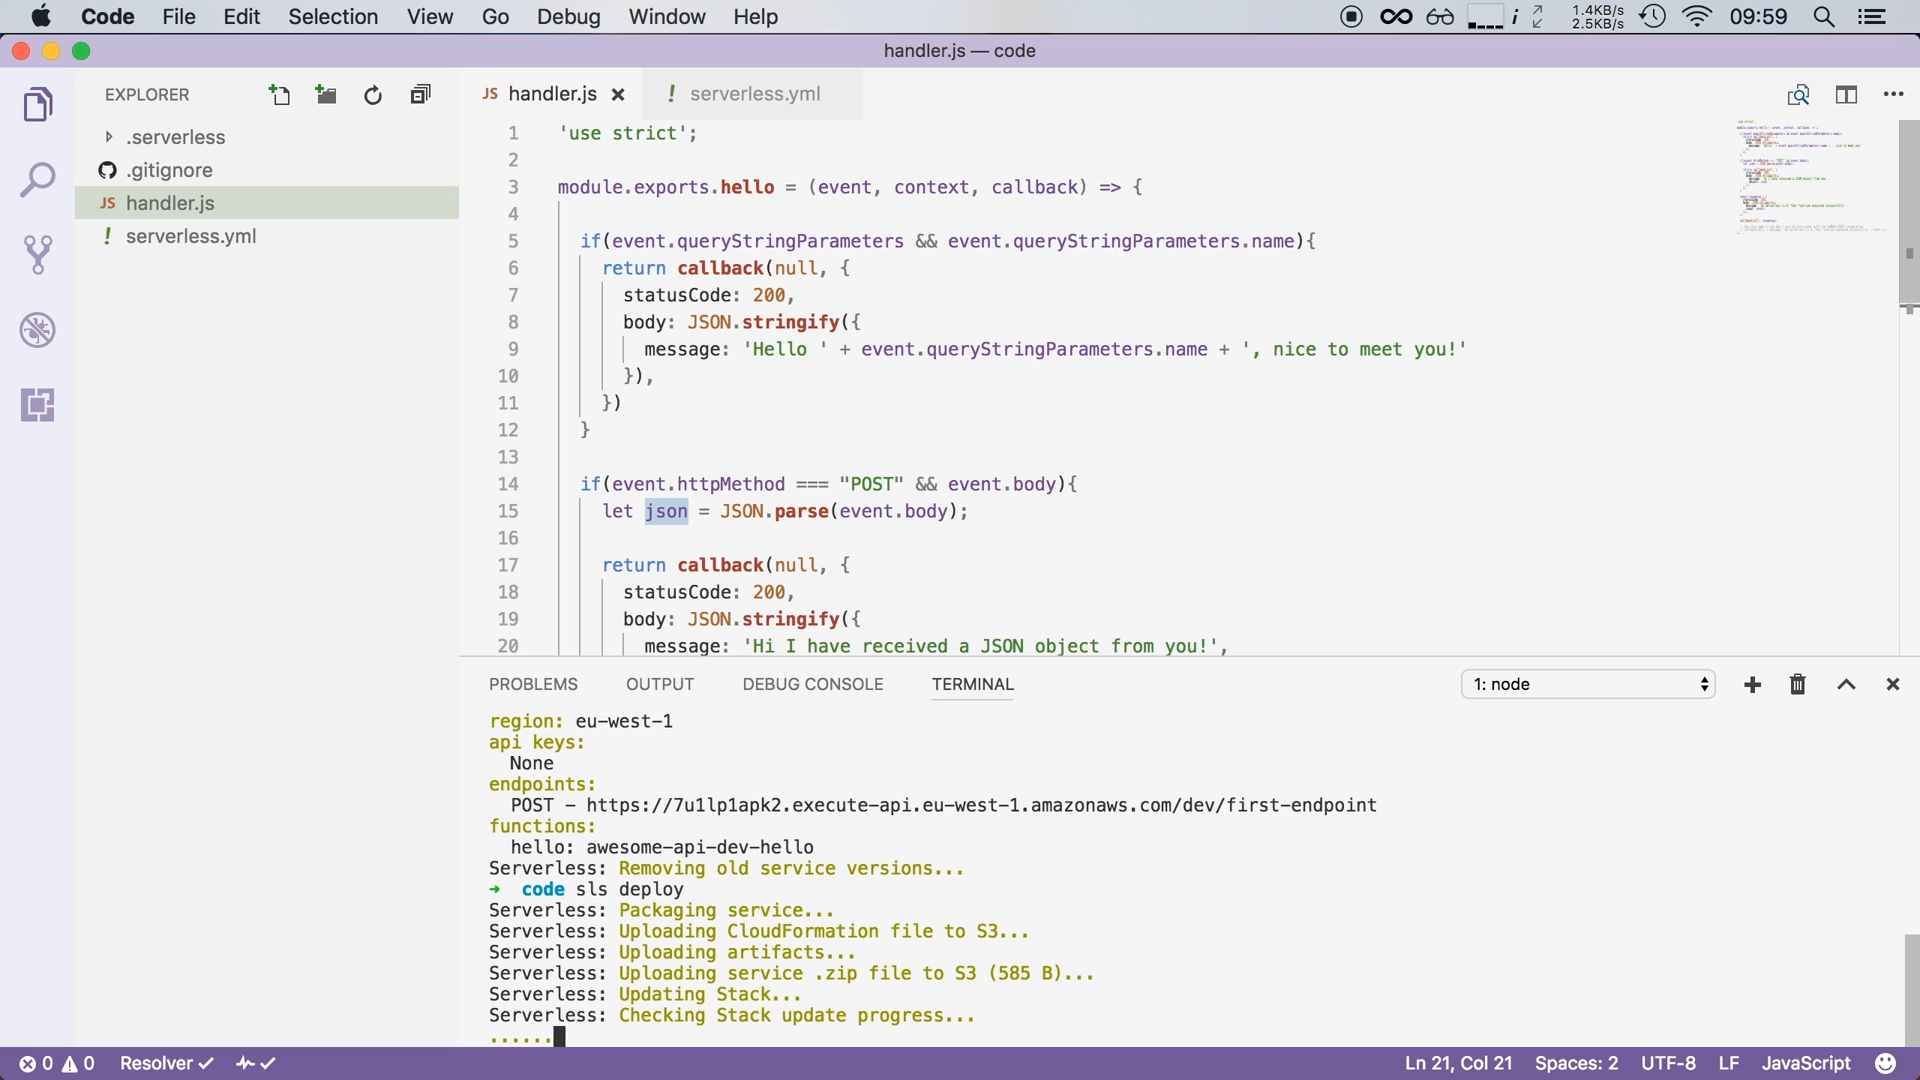 Code File Edit Selection View Go Debug Window Help
1.4KB/s
2.5KB/s
09:59
handler.js — code
EXPLORER
.serverless
.gitignore
JS handler.js
! serverless.yml
JS handler.js
! serverless.yml
1 'use strict';
2
3 module.exports.hello = (event, context, callback) => {
4
5 if(event.queryStringParameters && event.queryStringParameters.name){
6 return callback(null, {
7 statusCode: 200,
8 body: JSON.stringify({
9 message: 'Hello ' + event.queryStringParameters.name + ', nice to meet you!'
10 }),
11 })
12 }
13
14 if(event.httpMethod === "POST" && event.body){
15 let json = JSON.parse(event.body);
16
17 return callback(null, {
18 statusCode: 200,
19 body: JSON.stringify({
20 message: 'Hi I have received a JSON object from you!',
PROBLEMS OUTPUT DEBUG CONSOLE TERMINAL
1: node
region: eu-west-1
api keys:
None
endpoints:
POST - https://7u1lp1apk2.execute-api.eu-west-1.amazonaws.com/dev/first-endpoint
functions:
hello: awesome-api-dev-hello
Serverless: Removing old service versions...
➜ code sls deploy
Serverless: Packaging service...
Serverless: Uploading CloudFormation file to S3...
Serverless: Uploading artifacts...
Serverless: Uploading service .zip file to S3 (585 B)...
Serverless: Updating Stack...
Serverless: Checking Stack update progress...
......
0 0 Resolver ✓ ✓
Ln 21, Col 21 Spaces: 2 UTF-8 LF JavaScript